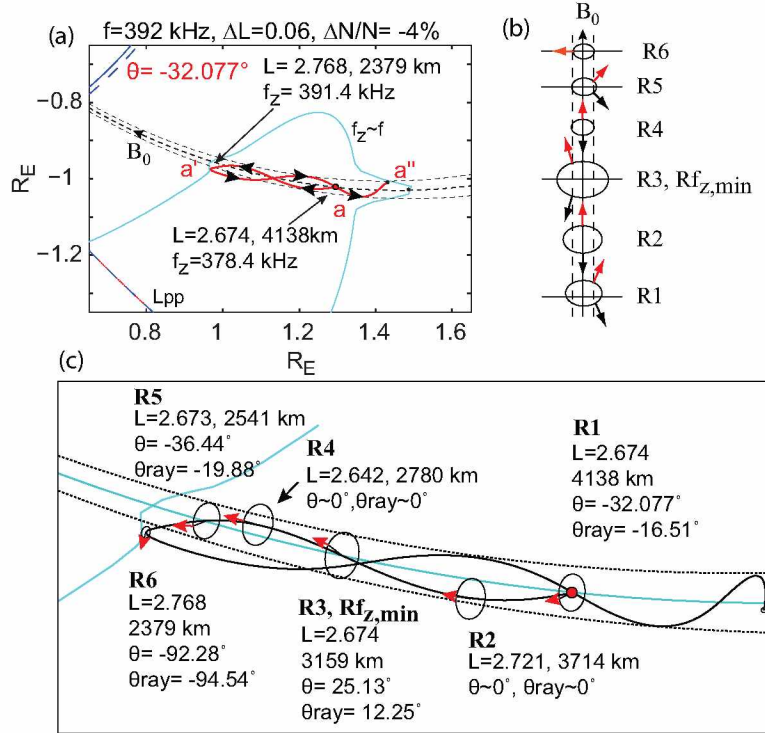 (a)
f=392 kHz, ΔL=0.06, ΔN/N= -4%
θ= -32.077°
L= 2.768, 2379 km
f_z= 391.4 kHz
f_z~f
B_0
a'
a
a"
L=2.674, 4138km
f_z=378.4 kHz
Lpp
−0.8
−1
−1.2
R_E
0.8
1
1.2
1.4
1.6
R_E
(b)
B_0
R6
R5
R4
R3, Rf_z,min
R2
R1
(c)
R5
L=2.673, 2541 km
θ= -36.44°
θray= -19.88°
R4
L=2.642, 2780 km
θ~0°,θray~0°
R1
L=2.674
4138 km
θ= -32.077°
θray= -16.51°
R6
L=2.768
2379 km
θ= -92.28°
θray= -94.54°
R3, Rf_z,min
L=2.674
3159 km
θ= 25.13°
θray= 12.25°
R2
L=2.721, 3714 km
θ~0°, θray~0°